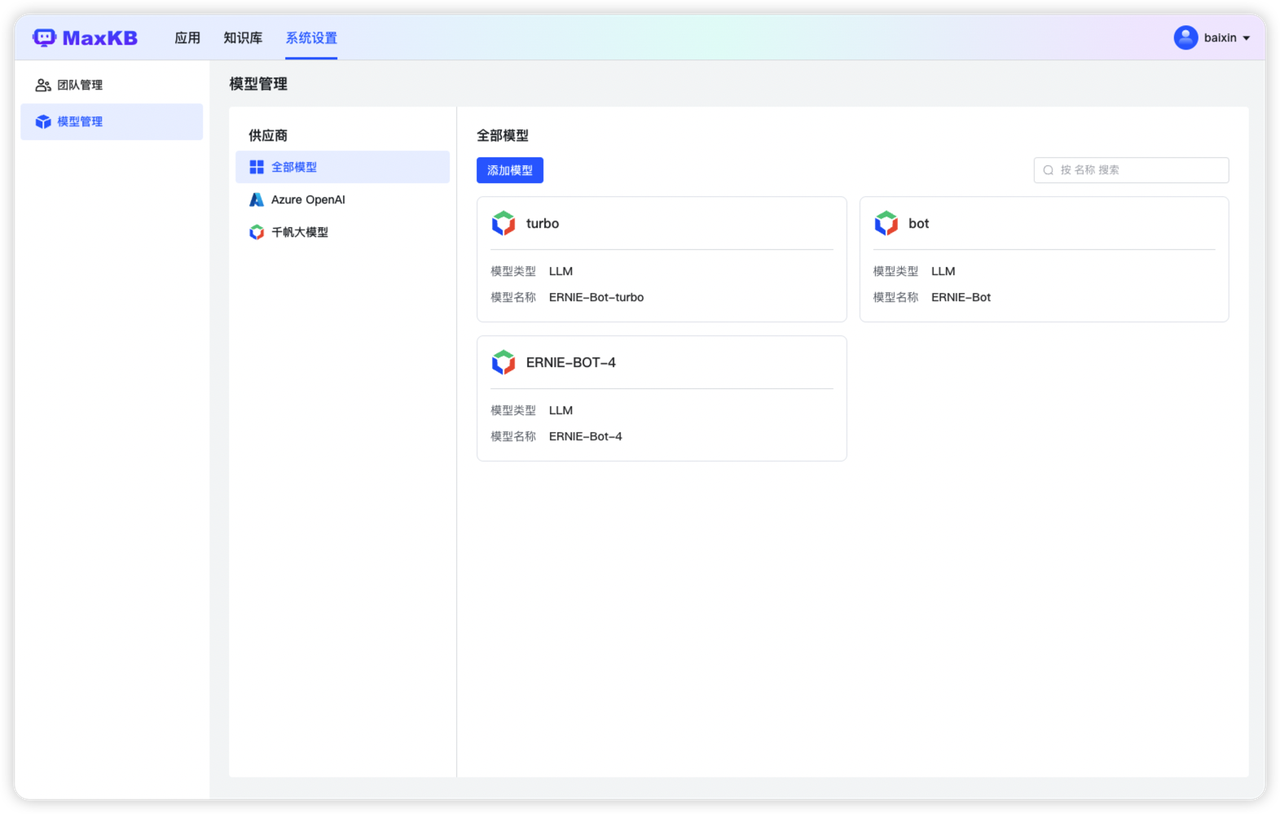 MaxKB 应用 知识库 系统设置 baixin
团队管理
模型管理
模型管理
供应商
全部模型
Azure OpenAI
千帆大模型
全部模型
添加模型 按 名称 搜索
turbo
模型类型 LLM
模型名称 ERNIE-Bot-turbo
bot
模型类型 LLM
模型名称 ERNIE-Bot
ERNIE-BOT-4
模型类型 LLM
模型名称 ERNIE-Bot-4